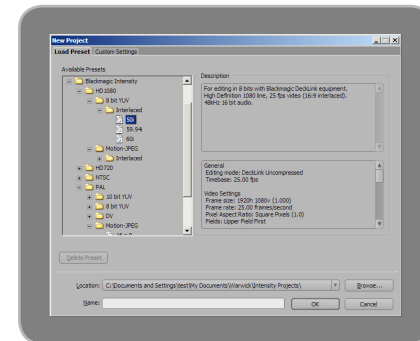 New Project
Load Preset
Custom Settings
Available Presets
Blackmagic Intensity
HD1080
8 bit YUV
Interlaced
50i
59.94i
60i
Motion-JPEG
Interlaced
HD720
NTSC
PAL
10 bit YUV
8 bit YUV
DV
Motion-JPEG
Description
For editing in 8 bits with Blackmagic DeckLink equipment.
High Definition 1080 line, 25 fps video (16:9 interlaced).
48kHz 16 bit audio.
General
Editing mode: DeckLink Uncompressed
Timebase: 25.00 fps
Video Settings
Frame size: 1920h 1080v (1.000)
Frame rate: 25.00 frames/second
Pixel Aspect Ratio: Square Pixels (1.0)
Fields: Upper Field First
Delete Preset
Location: C:\Documents and Settings\test\My Documents\Warwick\Intensity Projects\
Browse...
Name:
OK
Cancel